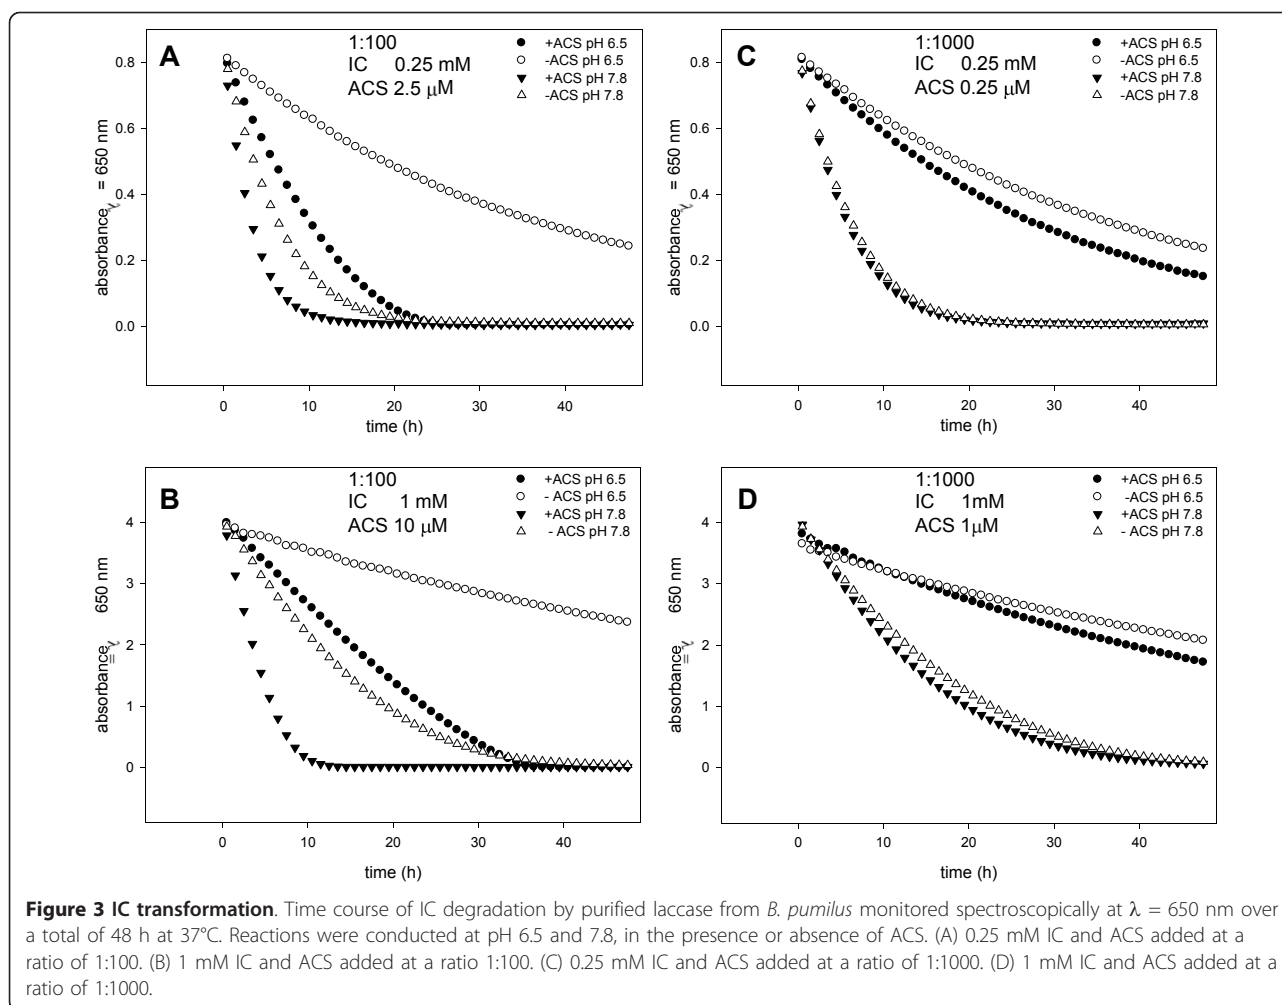 A
1:100
IC 0.25 mM
ACS 2.5 μM
+ACS pH 6.5
-ACS pH 6.5
+ACS pH 7.8
-ACS pH 7.8
absorbance λ = 650 nm
0.8
0.6
0.4
0.2
0.0
0 10 20 30 40
time (h)
C
1:1000
IC 0.25 mM
ACS 0.25 μM
+ACS pH 6.5
-ACS pH 6.5
+ACS pH 7.8
-ACS pH 7.8
absorbance λ = 650 nm
0.8
0.6
0.4
0.2
0.0
0 10 20 30 40
time (h)
B
1:100
IC 1 mM
ACS 10 μM
+ACS pH 6.5
- ACS pH 6.5
+ACS pH 7.8
- ACS pH 7.8
absorbance λ = 650 nm
4
3
2
1
0
0 10 20 30 40
time (h)
D
1:1000
IC 1mM
ACS 1μM
+ACS pH 6.5
-ACS pH 6.5
+ACS pH 7.8
- ACS pH 7.8
absorbance λ = 650 nm
4
3
2
1
0
0 10 20 30 40
time (h)
Figure 3 IC transformation. Time course of IC degradation by purified laccase from B. pumilus monitored spectroscopically at λ = 650 nm over
a total of 48 h at 37°C. Reactions were conducted at pH 6.5 and 7.8, in the presence or absence of ACS. (A) 0.25 mM IC and ACS added at a
ratio of 1:100. (B) 1 mM IC and ACS added at a ratio 1:100. (C) 0.25 mM IC and ACS added at a ratio of 1:1000. (D) 1 mM IC and ACS added at a
ratio of 1:1000.